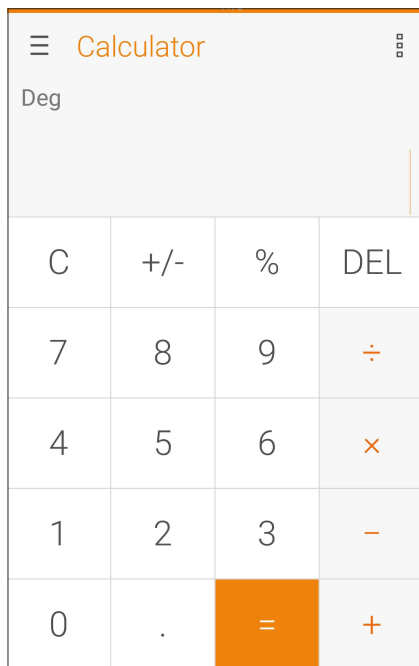 Calculator
Deg
C +/- % DEL
7 8 9 ÷
4 5 6 ×
1 2 3 −
0 . = +